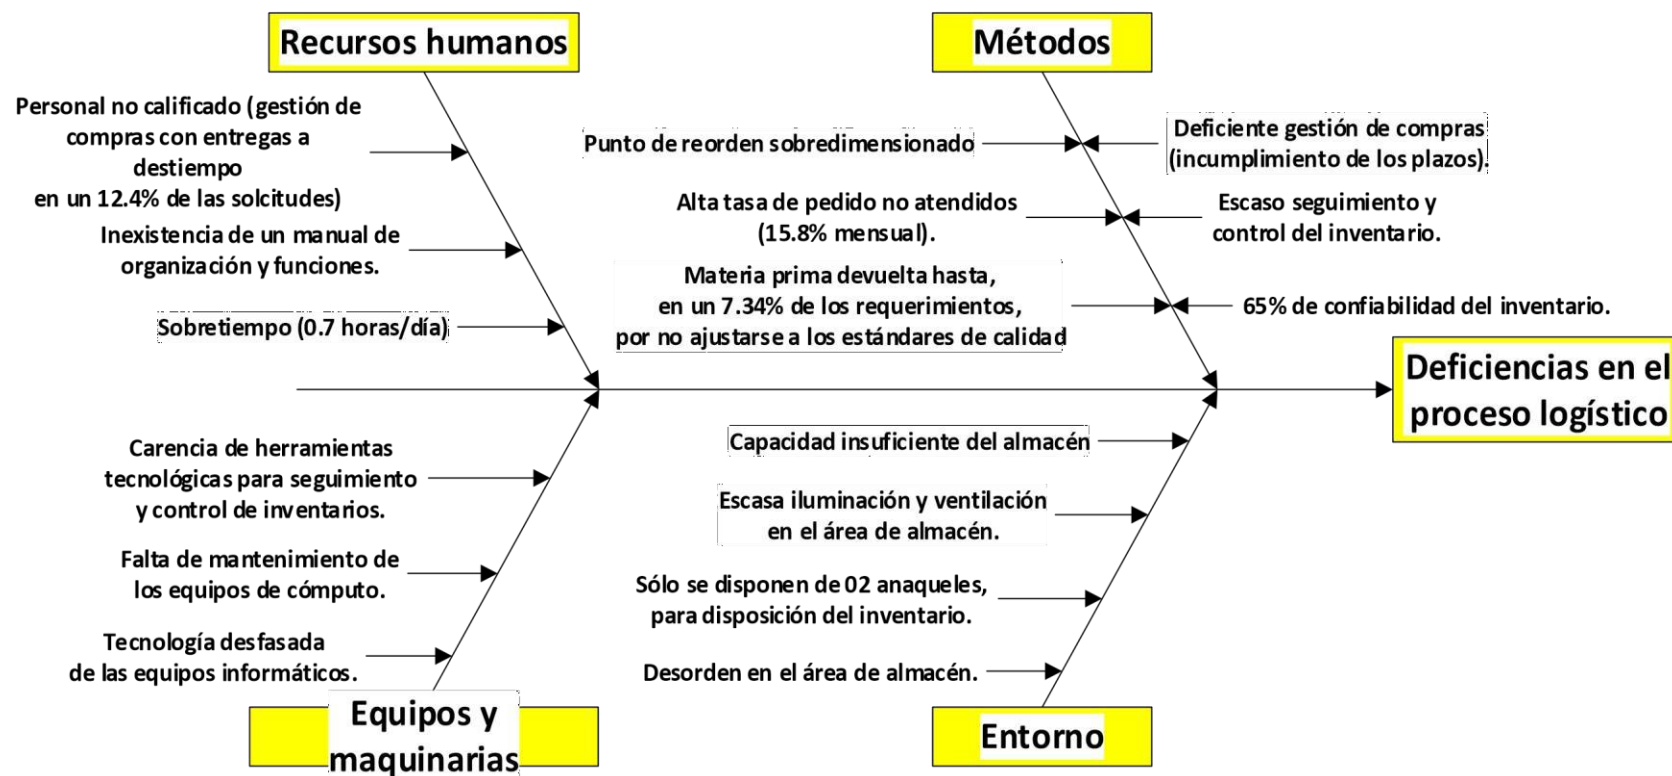 Recursos humanos
Métodos
Personal no calificado (gestión de
compras con entregas a
destiempo
en un 12.4% de las solcitudes)
Inexistencia de un manual de
organización y funciones.
Sobretiempo (0.7 horas/día)
Punto de reorden sobredimensionado
Deficiente gestión de compras
(incumplimiento de los plazos).
Alta tasa de pedido no atendidos
(15.8% mensual).
Escaso seguimiento y
control del inventario.
Materia prima devuelta hasta,
en un 7.34% de los requerimientos,
por no ajustarse a los estándares de calidad
65% de confiabilidad del inventario.
Deficiencias en el
proceso logístico
Carencia de herramientas
tecnológicas para seguimiento
y control de inventarios.
Falta de mantenimiento de
los equipos de cómputo.
Tecnología desfasada
de las equipos informáticos.
Capacidad insuficiente del almacén
Escasa iluminación y ventilación
en el área de almacén.
Sólo se disponen de 02 anaqueles,
para disposición del inventario.
Desorden en el área de almacén.
Equipos y
maquinarias
Entorno